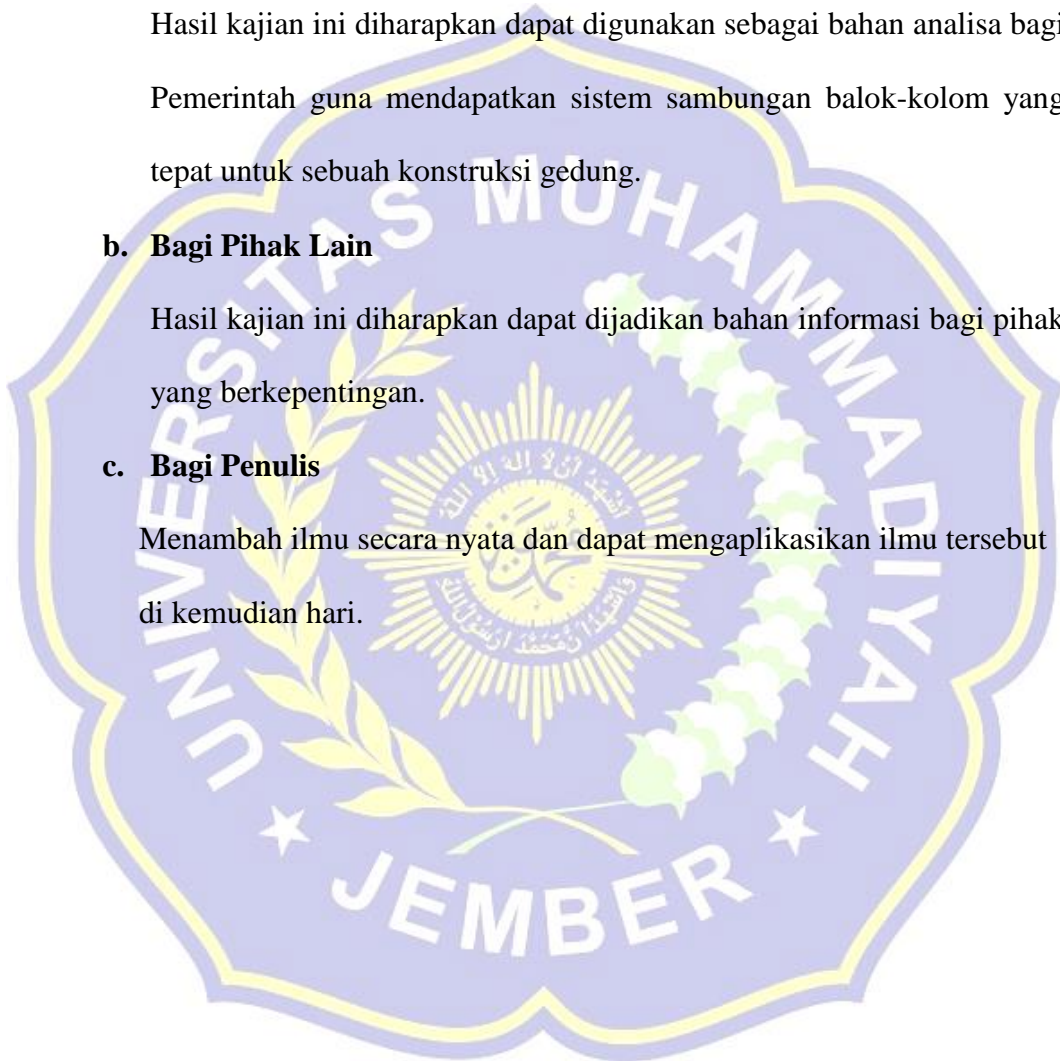 Hasil kajian ini diharapkan dapat digunakan sebagai bahan analisa bagi
Pemerintah guna mendapatkan sistem sambungan balok-kolom yang
tepat untuk sebuah konstruksi gedung.
b. Bagi Pihak Lain
Hasil kajian ini diharapkan dapat dijadikan bahan informasi bagi pihak
yang berkepentingan.
c. Bagi Penulis
Menambah ilmu secara nyata dan dapat mengaplikasikan ilmu tersebut
di kemudian hari.
UNIVERSITAS MUHAMMADIYAH
JEMBER